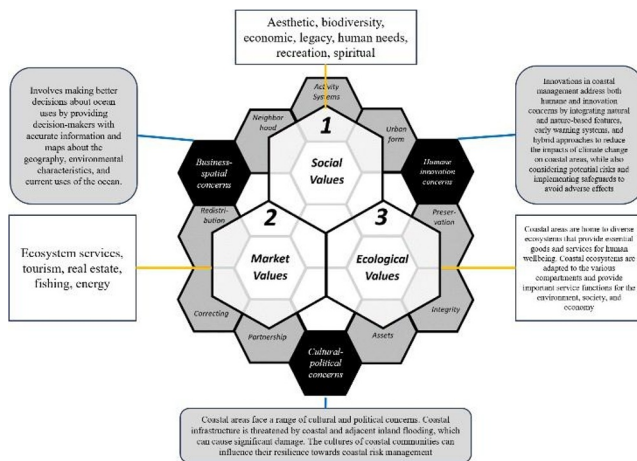 Aesthetic, biodiversity,
economic, legacy, human needs,
recreation, spiritual
Involves making better
decisions about ocean
uses by providing
decision-makers with
accurate information and
maps about the
geography, environmental
characteristics, and
current uses of the ocean.
Innovations in coastal
management address both
humane and innovation
concerns by integrating natural
and nature-based features,
early warning systems, and
hybrid approaches to reduce
the impacts of climate change
on coastal areas, while also
considering potential risks and
implementing safeguards to
avoid adverse effects
Activity
Systems
Neighbor
hood
Urban
form
1
Social
Values
Business-
spatial
concerns
Humane
innovation
concerns
Redistri-
bution
Preser-
vation
2
Market
Values
3
Ecological
Values
Ecosystem services,
tourism, real estate,
fishing, energy
Coastal areas are home to diverse
ecosystems that provide essential
goods and services for human
wellbeing. Coastal ecosystems are
adapted to the various
compartments and provide
important service functions for the
environment, society, and
economy
Correcting
Integrity
Partnership
Assets
Cultural-
political
concerns
Coastal areas face a range of cultural and political concerns. Coastal
infrastructure is threatened by coastal and adjacent inland flooding, which
can cause significant damage. The cultures of coastal communities can
influence their resilience towards coastal risk management